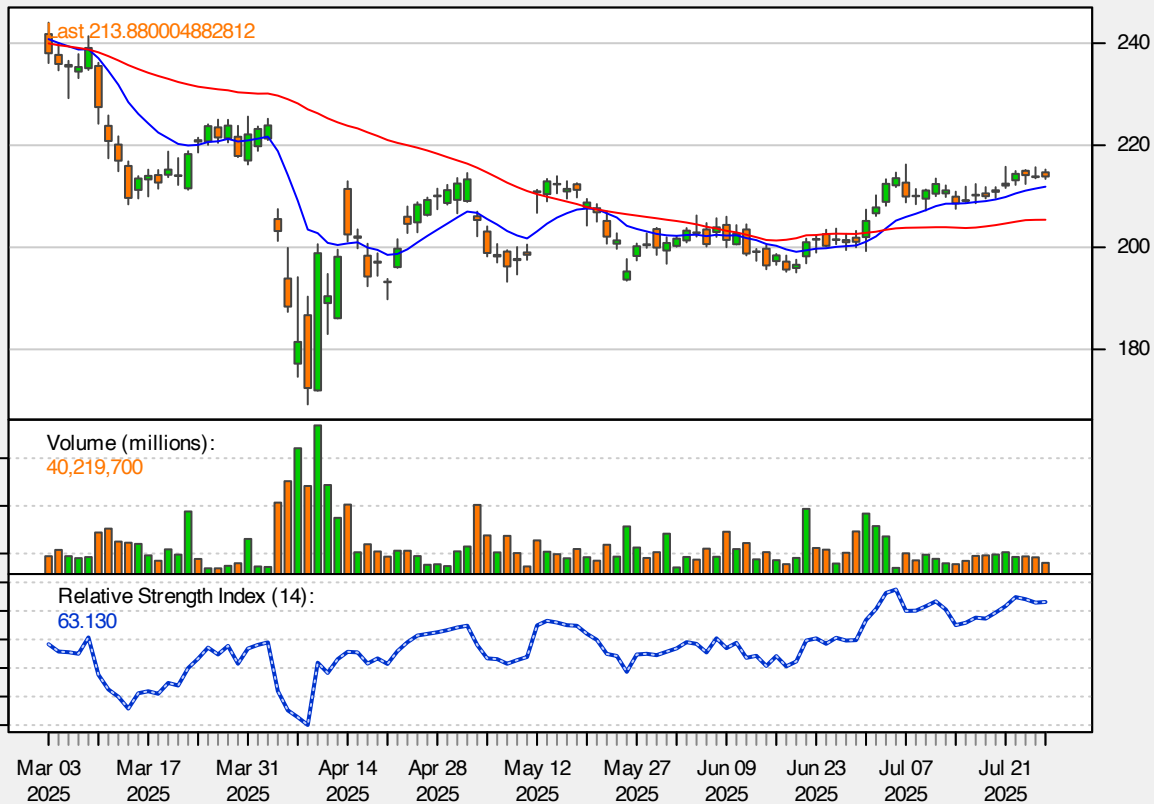 Last 213.880004882812
240
220
200
180
Volume (millions):
40,219,700
Relative Strength Index (14):
63.130
Mar 03 Mar 17 Mar 31 Apr 14 Apr 28 May 12 May 27 Jun 09 Jun 23 Jul 07 Jul 21
2025 2025 2025 2025 2025 2025 2025 2025 2025 2025 2025